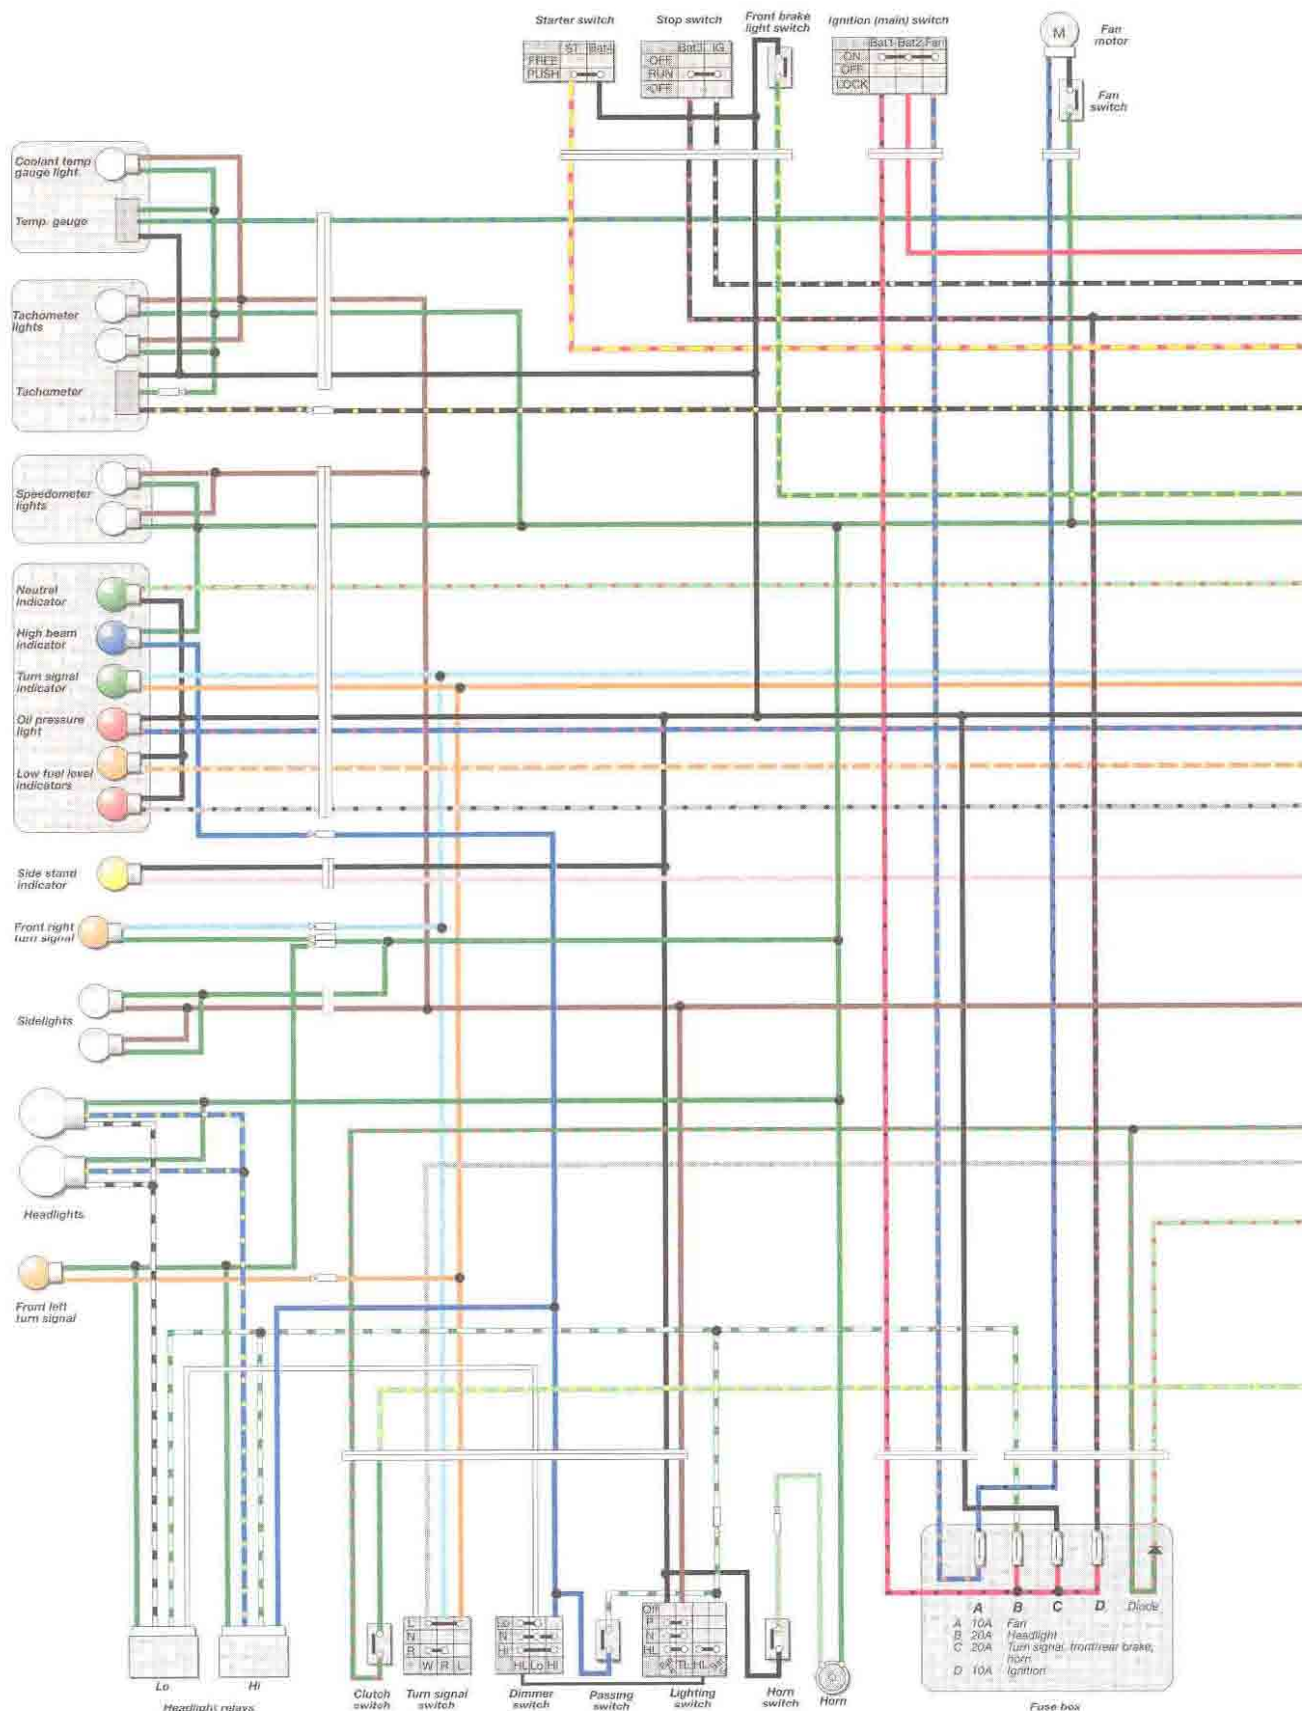 Starter switch
Stop switch
Front brake
light switch
Ignition (main) switch
Fan
motor
M
Fan
switch
ST Bat4
FREE
PUSH
Bat3 IG
OFF
RUN
OFF
Bat1 Bat2 Fan
ON
OFF
LOCK
Coolant temp
gauge light
Temp. gauge
Tachometer
lights
Tachometer
Speedometer
lights
Neutral
indicator
High beam
indicator
Turn signal
indicator
Oil pressure
light
Low fuel level
indicators
Side stand
indicator
Front right
turn signal
Sidelights
Headlights
Front left
turn signal
Lo
Hi
Headlight relays
Clutch
switch
L
N
R
W R L
Turn signal
switch
Lo
N
Hi
HL Lo Hi
Dimmer
switch
Passing
switch
Off
P
N
HL
TL HL
Lighting
switch
Horn
switch
Horn
A B C D Diode
A 10A Fan
B 20A Headlight
C 20A Turn signal, front/rear brake,
horn
D 10A Ignition
Fuse box